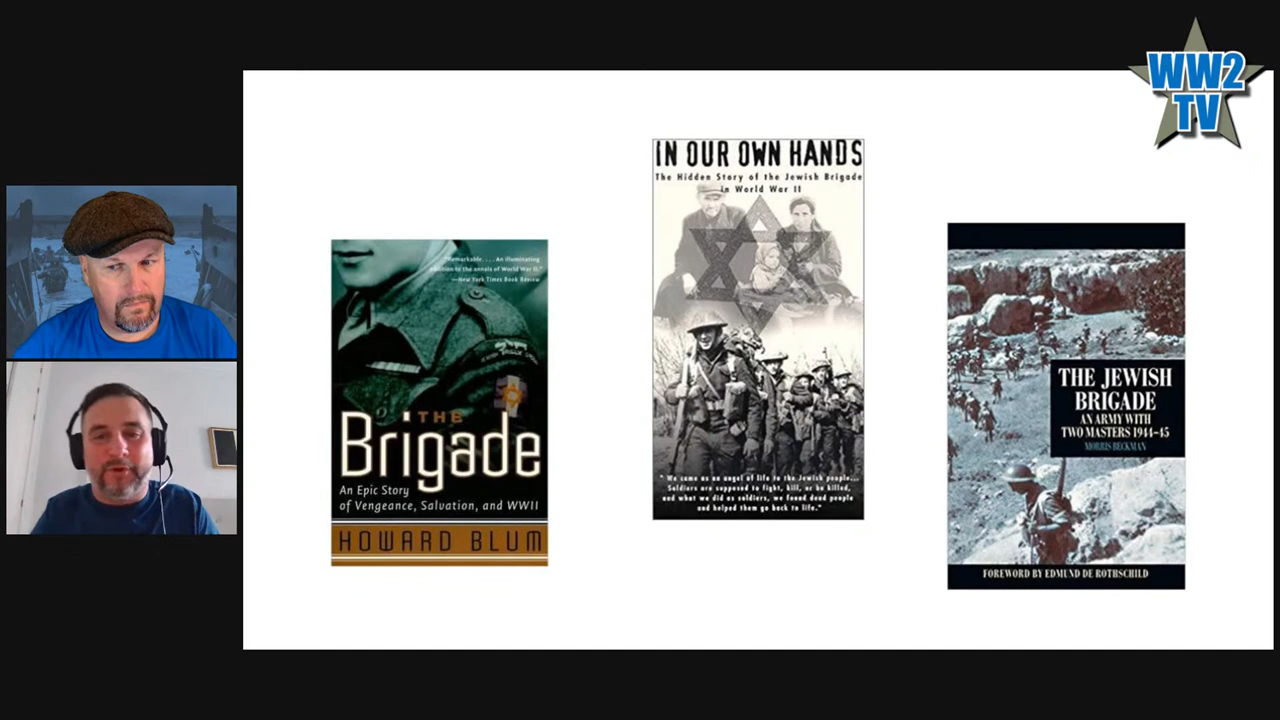 WW2
TV
"Remarkable. . . . An illuminating
addition to the annals of World War II."
—New York Times Book Review
THE
Brigade
An Epic Story
of Vengeance, Salvation, and WWII
HOWARD BLUM
IN OUR OWN HANDS
The Hidden Story of the Jewish Brigade
in World War II
" We came as an angel of life to the Jewish people...
Soldiers are supposed to fight, kill, or be killed,
and what we did as soldiers, we found dead people
and helped them go back to life."
THE JEWISH
BRIGADE
AN ARMY WITH
TWO MASTERS 1944–45
MORRIS BECKMAN
FOREWORD BY EDMUND DE ROTHSCHILD